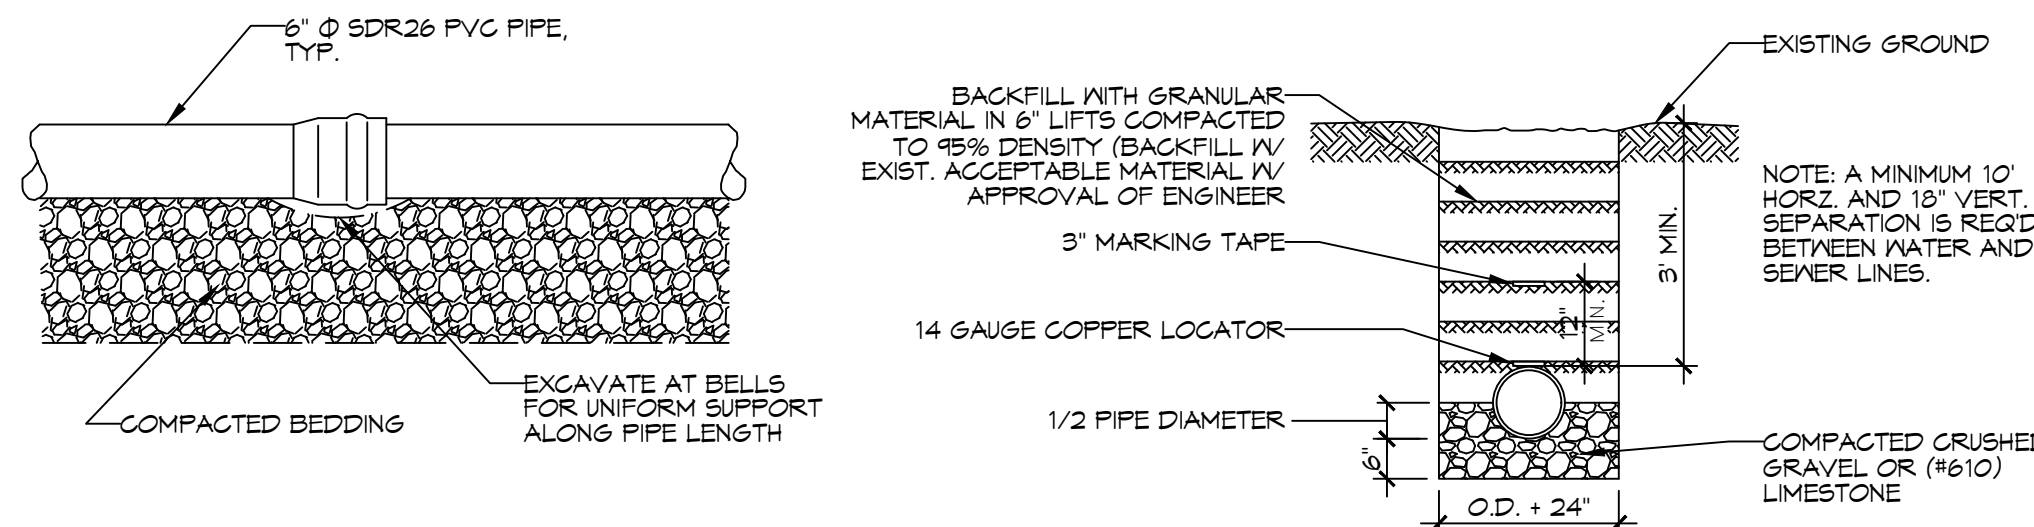 6" Φ SDR26 PVC PIPE,
TYP.
COMPACTED BEDDING
EXCAVATE AT BELLS
FOR UNIFORM SUPPORT
ALONG PIPE LENGTH
BACKFILL WITH GRANULAR
MATERIAL IN 6" LIFTS COMPACTED
TO 95% DENSITY (BACKFILL W/
EXIST. ACCEPTABLE MATERIAL W/
APPROVAL OF ENGINEER
3" MARKING TAPE
14 GAUGE COPPER LOCATOR
1/2 PIPE DIAMETER
6"
O.D. + 24"
12"
MIN.
3' MIN.
EXISTING GROUND
NOTE: A MINIMUM 10'
HORZ. AND 18" VERT.
SEPARATION IS REQ'D
BETWEEN WATER AND
SEWER LINES.
COMPACTED CRUSHED
GRAVEL OR (#610)
LIMESTONE